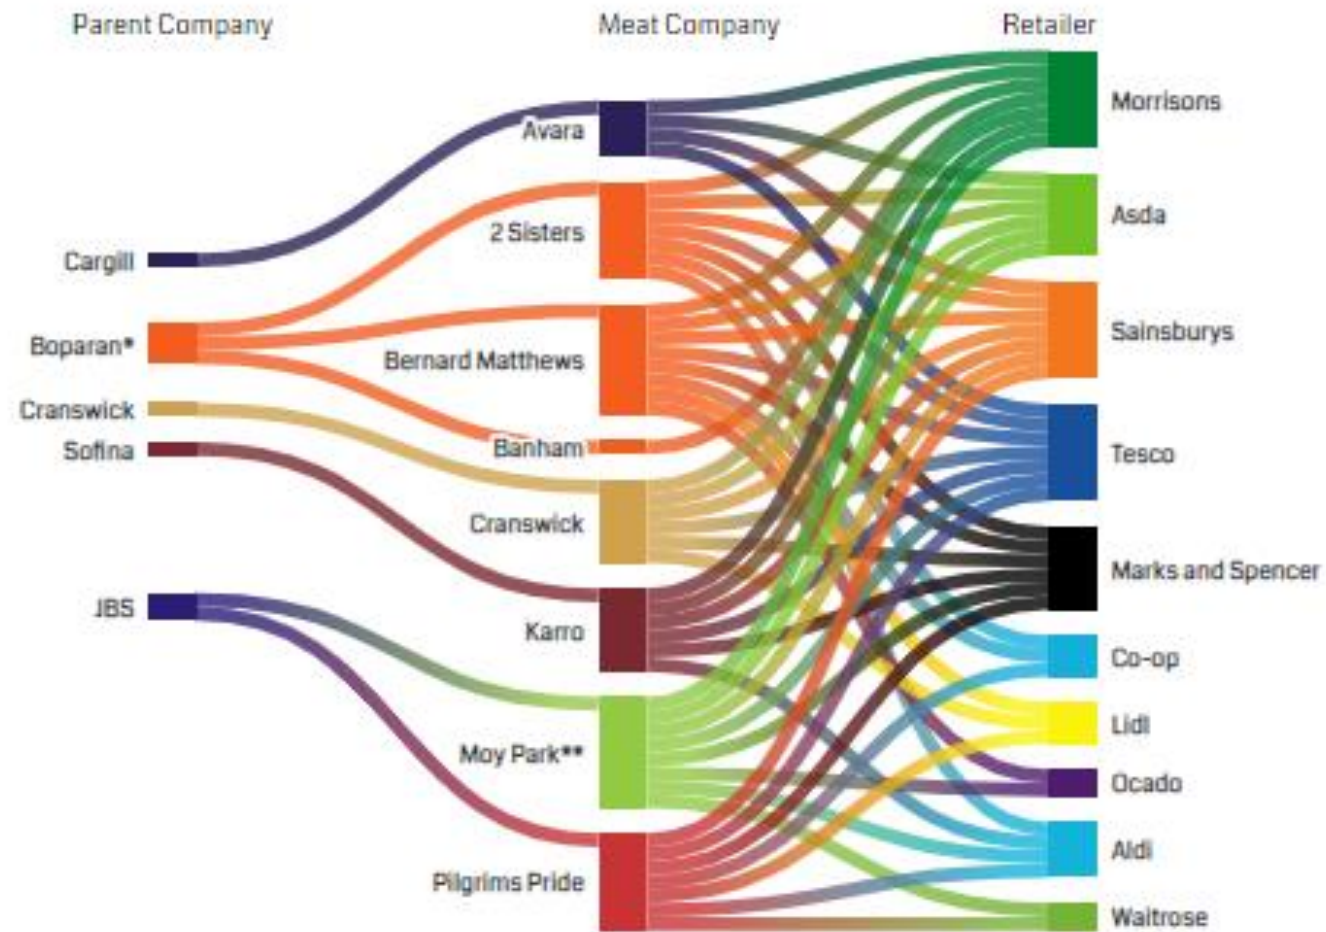 Parent Company
Meat Company
Retailer
Cargill
Boparan*
Cranswick
Sofina
JBS
Avara
2 Sisters
Bernard Matthews
Banham
Cranswick
Karro
Moy Park**
Pilgrims Pride
Morrisons
Asda
Sainsburys
Tesco
Marks and Spencer
Co-op
Lidl
Ocado
Aldi
Waitrose